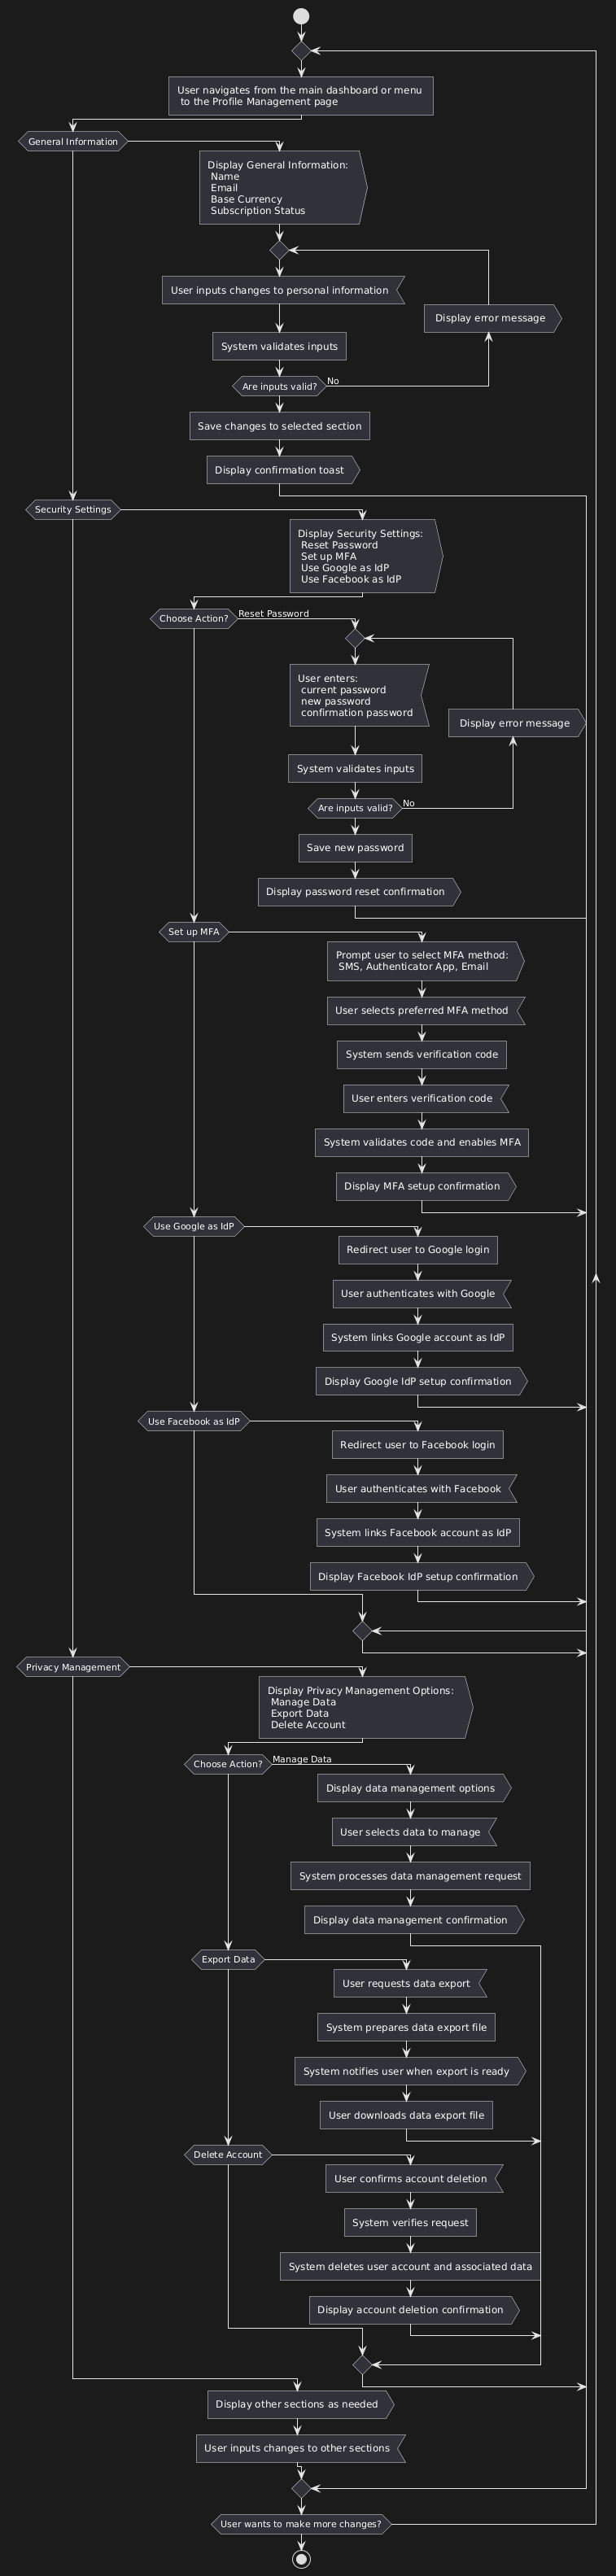 User navigates from the main dashboard or menu
to the Profile Management page
General Information
Display General Information:
Name
Email
Base Currency
Subscription Status
User inputs changes to personal information
Display error message
System validates inputs
Are inputs valid?
No
Save changes to selected section
Display confirmation toast
Security Settings
Display Security Settings:
Reset Password
Set up MFA
Use Google as IdP
Use Facebook as IdP
Choose Action?
Reset Password
User enters:
current password
new password
confirmation password
Display error message
System validates inputs
Are inputs valid?
No
Save new password
Display password reset confirmation
Set up MFA
Prompt user to select MFA method:
SMS, Authenticator App, Email
User selects preferred MFA method
System sends verification code
User enters verification code
System validates code and enables MFA
Display MFA setup confirmation
Use Google as IdP
Redirect user to Google login
User authenticates with Google
System links Google account as IdP
Display Google IdP setup confirmation
Use Facebook as IdP
Redirect user to Facebook login
User authenticates with Facebook
System links Facebook account as IdP
Display Facebook IdP setup confirmation
Privacy Management
Display Privacy Management Options:
Manage Data
Export Data
Delete Account
Choose Action?
Manage Data
Display data management options
User selects data to manage
System processes data management request
Display data management confirmation
Export Data
User requests data export
System prepares data export file
System notifies user when export is ready
User downloads data export file
Delete Account
User confirms account deletion
System verifies request
System deletes user account and associated data
Display account deletion confirmation
Display other sections as needed
User inputs changes to other sections
User wants to make more changes?